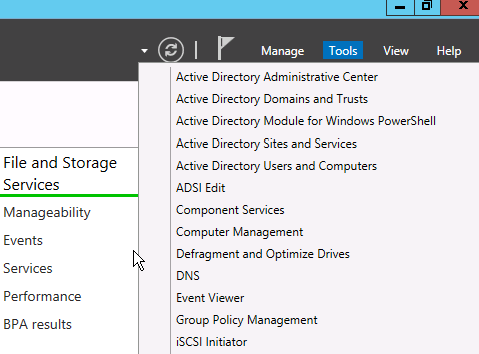 Manage Tools View Help
Active Directory Administrative Center
Active Directory Domains and Trusts
Active Directory Module for Windows PowerShell
Active Directory Sites and Services
Active Directory Users and Computers
ADSI Edit
Component Services
Computer Management
Defragment and Optimize Drives
DNS
Event Viewer
Group Policy Management
iSCSI Initiator
File and Storage
Services
Manageability
Events
Services
Performance
BPA results